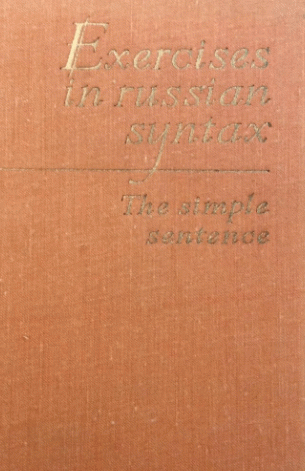 Exercises
in russian
syntax
The simple
sentence